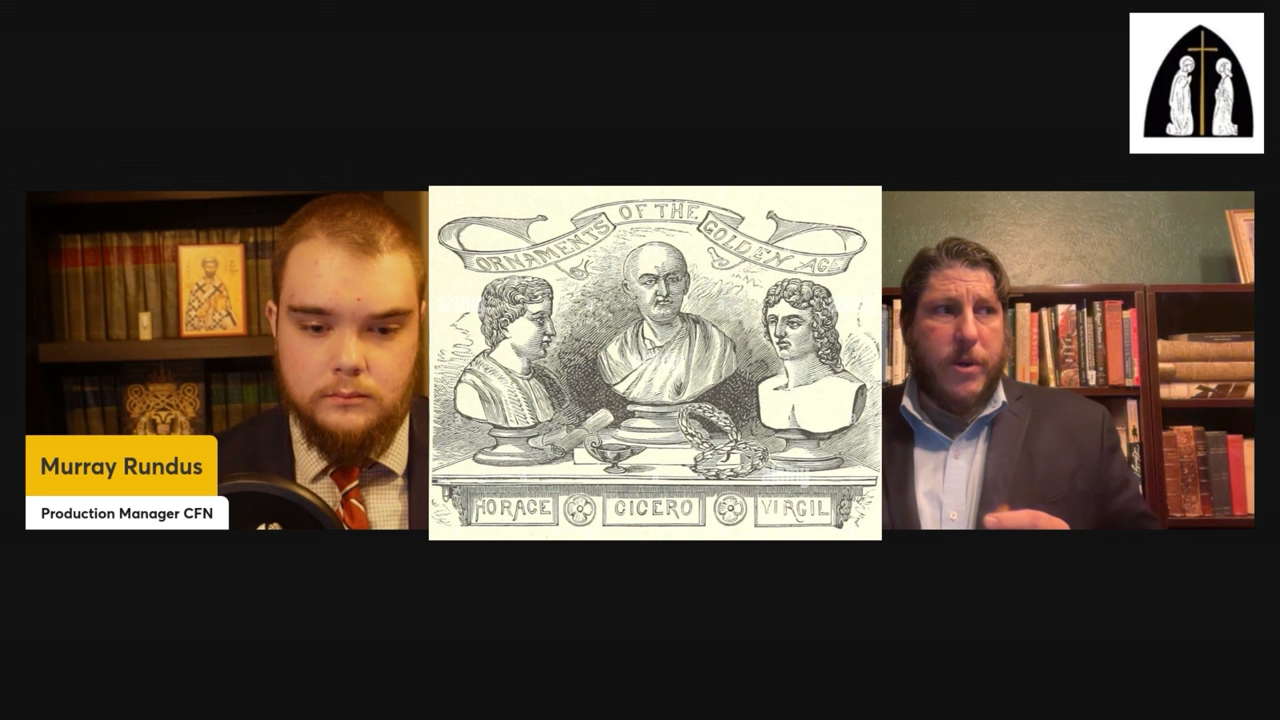 ORNAMENTS OF THE GOLDEN AGE
HORACE CICERO VIRGIL
Murray Rundus
Production Manager CFN